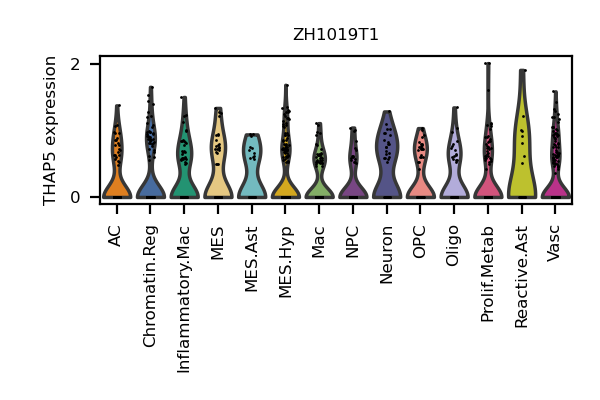 ZH1019T1
THAP5 expression
2
0
AC
Chromatin.Reg
Inflammatory.Mac
MES
MES.Ast
MES.Hyp
Mac
NPC
Neuron
OPC
Oligo
Prolif.Metab
Reactive.Ast
Vasc